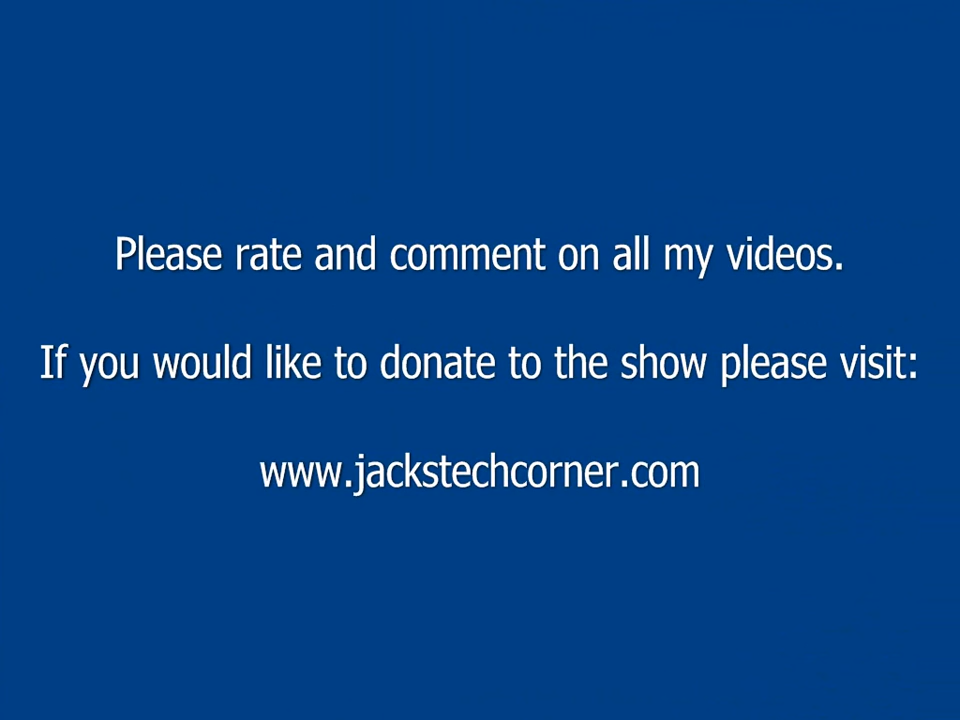 Please rate and comment on all my videos.
If you would like to donate to the show please visit:
www.jackstechcorner.com